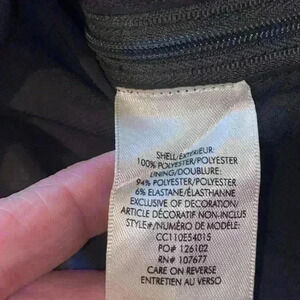 SHELL/EXTÉRIEUR:
100% POLYESTER/POLYESTER
LINING/DOUBLURE:
94% POLYESTER/POLYESTER
6% ELASTANE/ÉLASTHANNE
EXCLUSIVE OF DECORATION/
ARTICLE DÉCORATIF NON-INCLUS
STYLE#/NUMÉRO DE MODÈLE:
CC110E54015
PO# 126102
RN# 107677
CARE ON REVERSE
ENTRETIEN AU VERSO